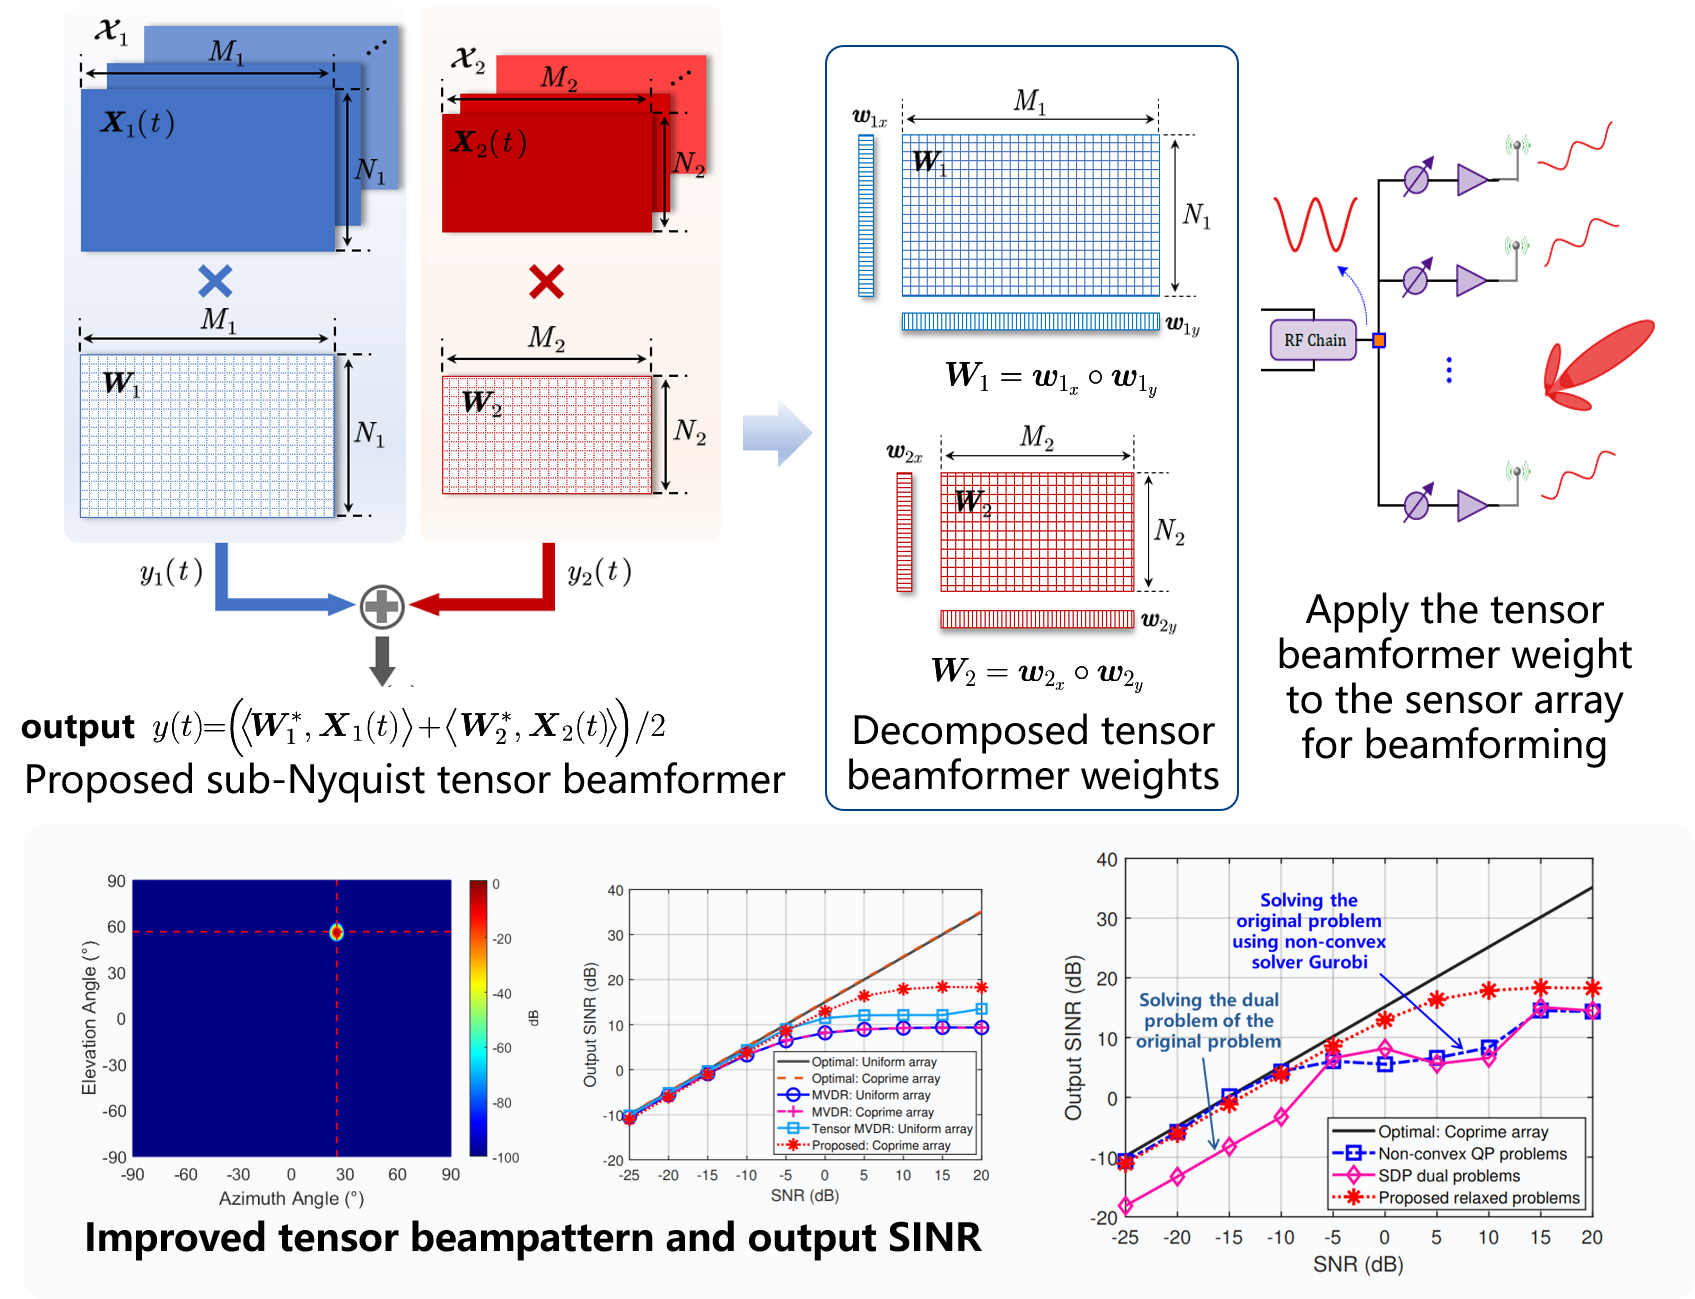 𝓧₁
M₁
X₁(t)
N₁
𝓧₂
M₂
X₂(t)
N₂
M₁
W₁
N₁
M₂
W₂
N₂
y₁(t)
y₂(t)
output y(t)=(⟨W₁*, X₁(t)⟩+⟨W₂*, X₂(t)⟩)/2
Proposed sub-Nyquist tensor beamformer
w₁ₓ
M₁
W₁
N₁
w₁ᵧ
W₁ = w₁ₓ ∘ w₁ᵧ
w₂ₓ
M₂
W₂
N₂
w₂ᵧ
W₂ = w₂ₓ ∘ w₂ᵧ
Decomposed tensor
beamformer weights
RF Chain
Apply the tensor
beamformer weight
to the sensor array
for beamforming
Elevation Angle (°)
90
60
30
0
-30
-60
-90
-90 -60 -30 0 30 60 90
Azimuth Angle (°)
0
-20
-40
-60
-80
-100
dB
Output SINR (dB)
40
30
20
10
0
-10
-20
-25 -20 -15 -10 -5 0 5 10 15 20
SNR (dB)
Optimal: Uniform array
Optimal: Coprime array
MVDR: Uniform array
MVDR: Coprime array
Tensor MVDR: Uniform array
Proposed: Coprime array
Improved tensor beampattern and output SINR
Output SINR (dB)
40
30
20
10
0
-10
-20
-25 -20 -15 -10 -5 0 5 10 15 20
SNR (dB)
Solving the
original problem
using non-convex
solver Gurobi
Solving the dual
problem of the
original problem
Optimal: Coprime array
Non-convex QP problems
SDP dual problems
Proposed relaxed problems